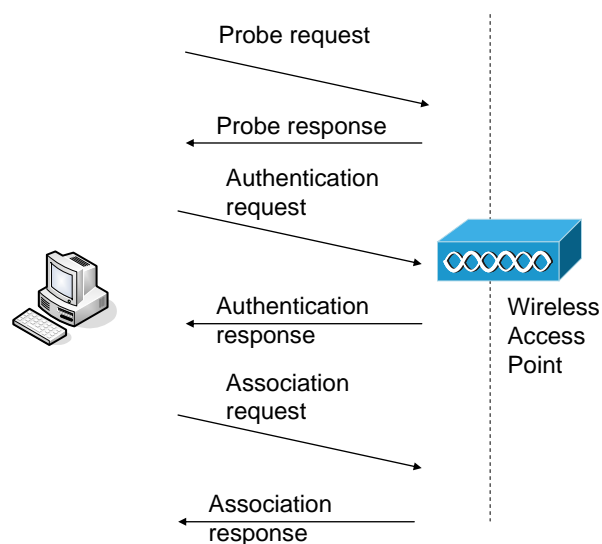 Probe request
Probe response
Authentication
request
Authentication
response
Wireless
Access
Point
Association
request
Association
response